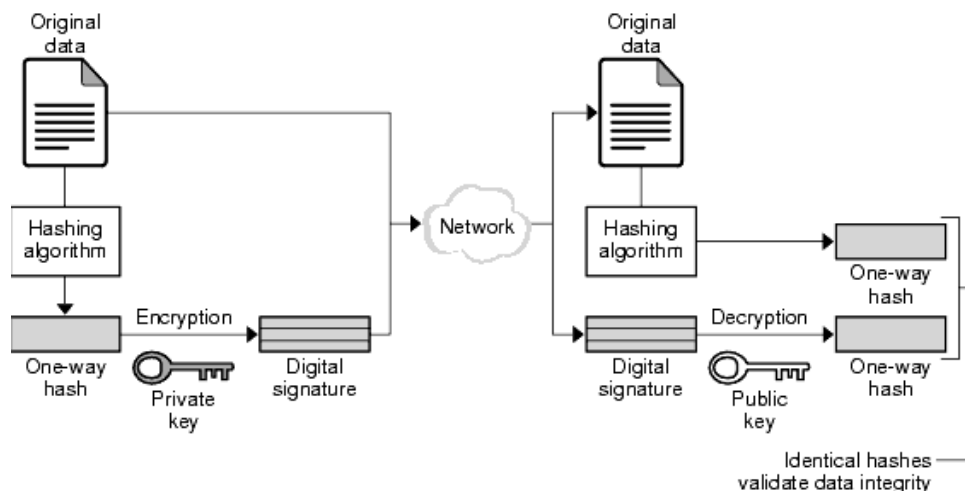 Original
data
Hashing
algorithm
One-way
hash
Encryption
Private
key
Digital
signature
Network
Original
data
Hashing
algorithm
One-way
hash
Digital
signature
Decryption
Public
key
One-way
hash
Identical hashes
validate data integrity